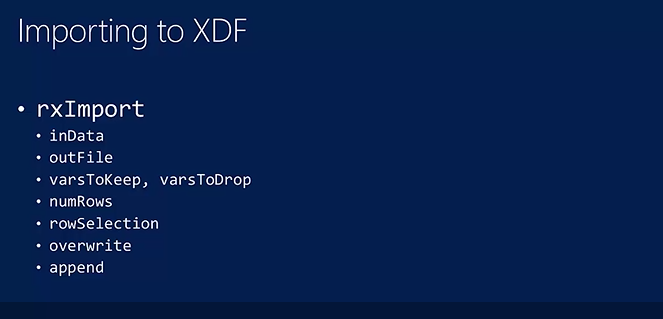 Importing to XDF
• rxImport
• inData
• outFile
• varsToKeep, varsToDrop
• numRows
• rowSelection
• overwrite
• append